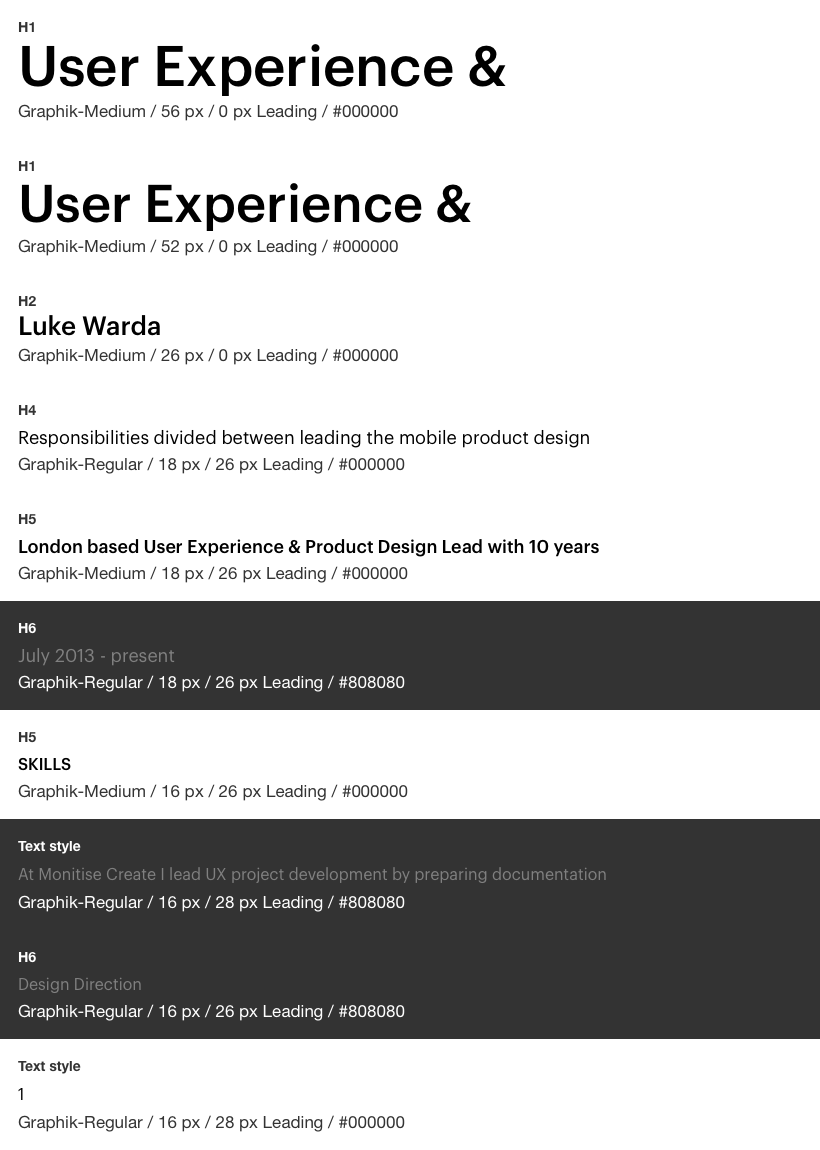 H1
User Experience &
Graphik-Medium / 56 px / 0 px Leading / #000000
H1
User Experience &
Graphik-Medium / 52 px / 0 px Leading / #000000
H2
Luke Warda
Graphik-Medium / 26 px / 0 px Leading / #000000
H4
Responsibilities divided between leading the mobile product design
Graphik-Regular / 18 px / 26 px Leading / #000000
H5
London based User Experience & Product Design Lead with 10 years
Graphik-Medium / 18 px / 26 px Leading / #000000
H6
July 2013 - present
Graphik-Regular / 18 px / 26 px Leading / #808080
H5
SKILLS
Graphik-Medium / 16 px / 26 px Leading / #000000
Text style
At Monitise Create I lead UX project development by preparing documentation
Graphik-Regular / 16 px / 28 px Leading / #808080
H6
Design Direction
Graphik-Regular / 16 px / 26 px Leading / #808080
Text style
1
Graphik-Regular / 16 px / 28 px Leading / #000000